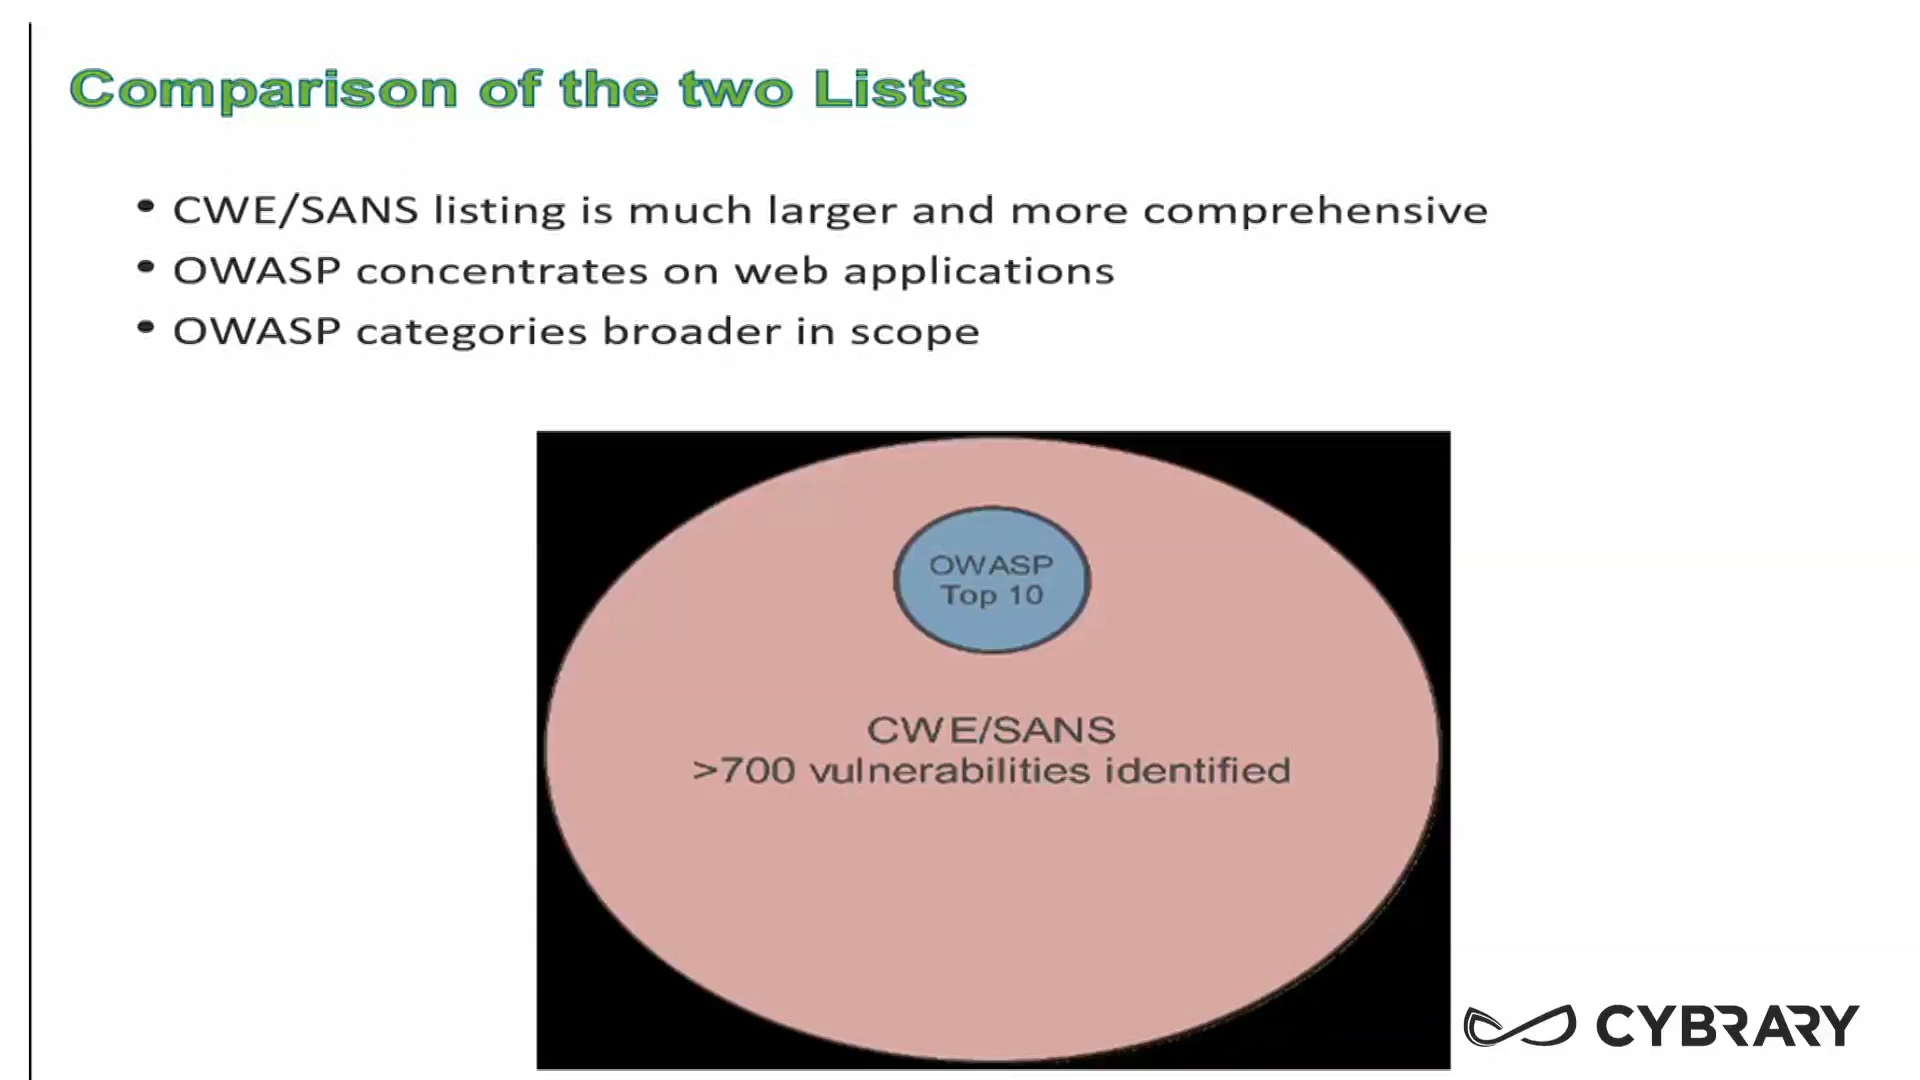 Comparison of the two Lists
• CWE/SANS listing is much larger and more comprehensive
• OWASP concentrates on web applications
• OWASP categories broader in scope
OWASP
Top 10
CWE/SANS
>700 vulnerabilities identified
CYBRARY